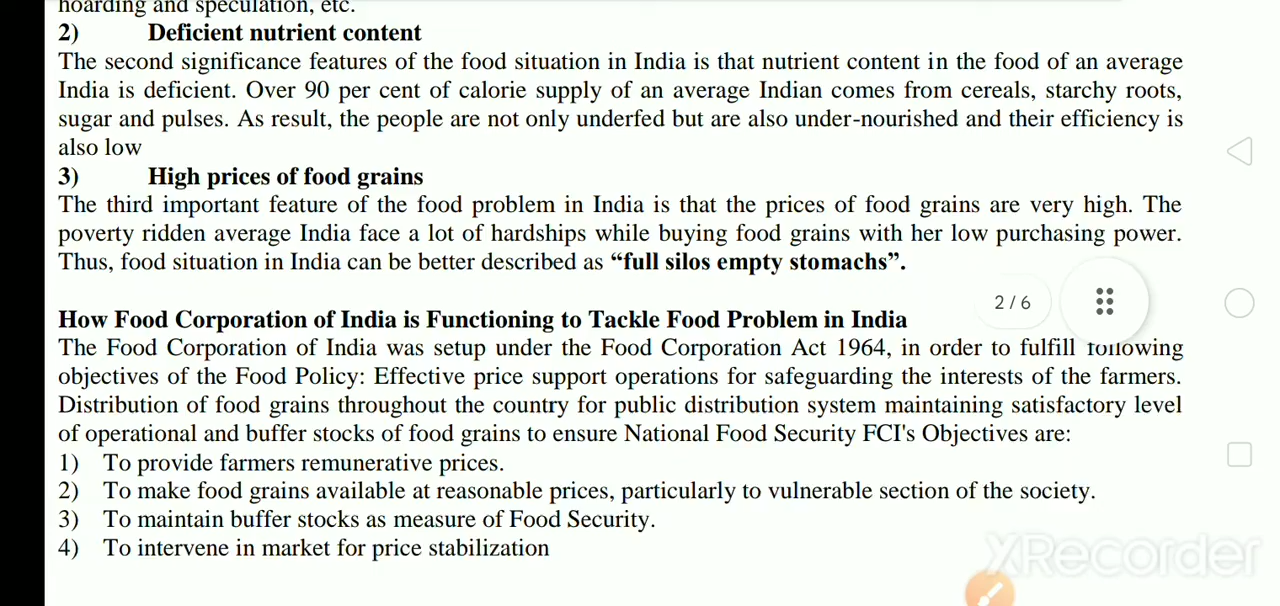 hoarding and speculation, etc.
2) Deficient nutrient content
The second significance features of the food situation in India is that nutrient content in the food of an average
India is deficient. Over 90 per cent of calorie supply of an average Indian comes from cereals, starchy roots,
sugar and pulses. As result, the people are not only underfed but are also under-nourished and their efficiency is
also low
3) High prices of food grains
The third important feature of the food problem in India is that the prices of food grains are very high. The
poverty ridden average India face a lot of hardships while buying food grains with her low purchasing power.
Thus, food situation in India can be better described as “full silos empty stomachs”.
2 / 6
How Food Corporation of India is Functioning to Tackle Food Problem in India
The Food Corporation of India was setup under the Food Corporation Act 1964, in order to fulfill following
objectives of the Food Policy: Effective price support operations for safeguarding the interests of the farmers.
Distribution of food grains throughout the country for public distribution system maintaining satisfactory level
of operational and buffer stocks of food grains to ensure National Food Security FCI's Objectives are:
1) To provide farmers remunerative prices.
2) To make food grains available at reasonable prices, particularly to vulnerable section of the society.
3) To maintain buffer stocks as measure of Food Security.
4) To intervene in market for price stabilization
XRecorder